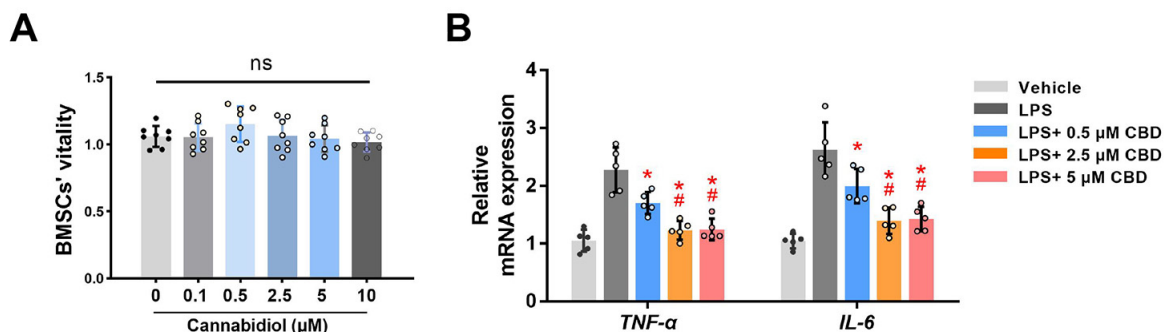 A
ns
BMSCs' vitality
1.5
1.0
0.5
0.0
0 0.1 0.5 2.5 5 10
Cannabidiol (μM)
B
Relative
mRNA expression
4
3
2
1
0
* * * * * *
# # # #
TNF-α IL-6
Vehicle
LPS
LPS+ 0.5 μM CBD
LPS+ 2.5 μM CBD
LPS+ 5 μM CBD